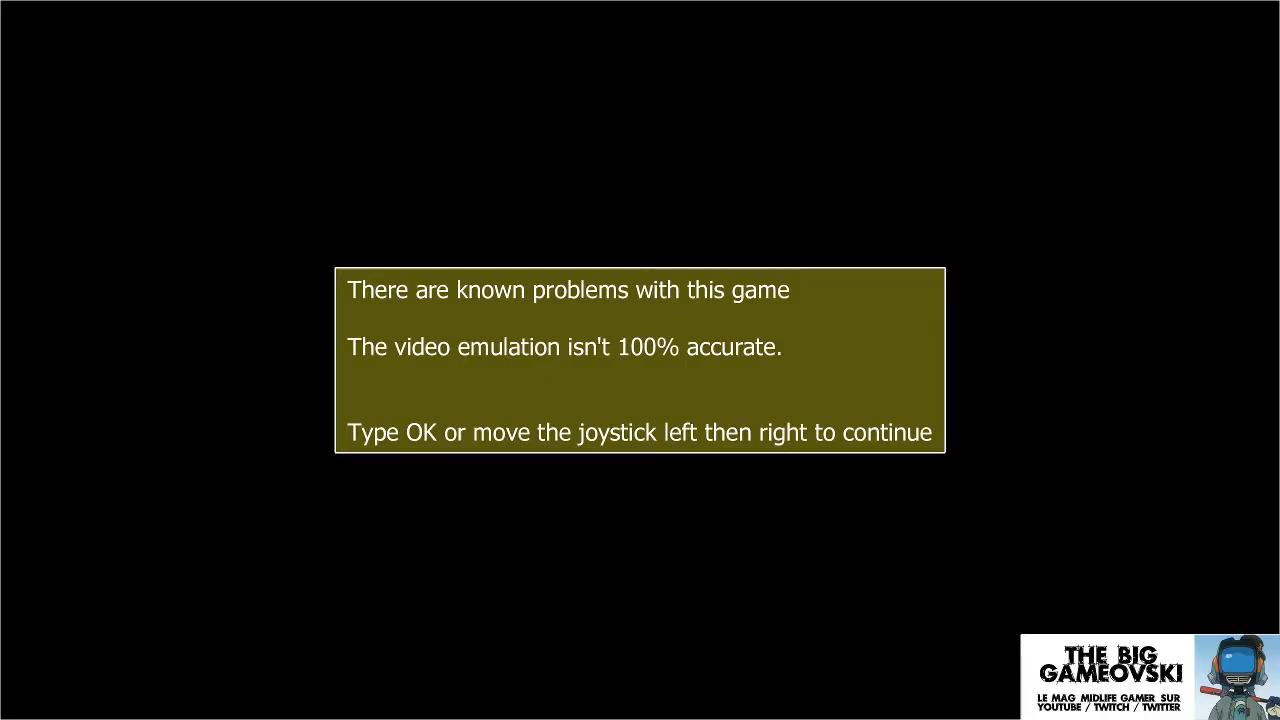 There are known problems with this game
The video emulation isn't 100% accurate.
Type OK or move the joystick left then right to continue
THE BIG
GAMEOVSKI
LE MAG MIDLIFE GAMER SUR
YOUTUBE / TWITCH / TWITTER